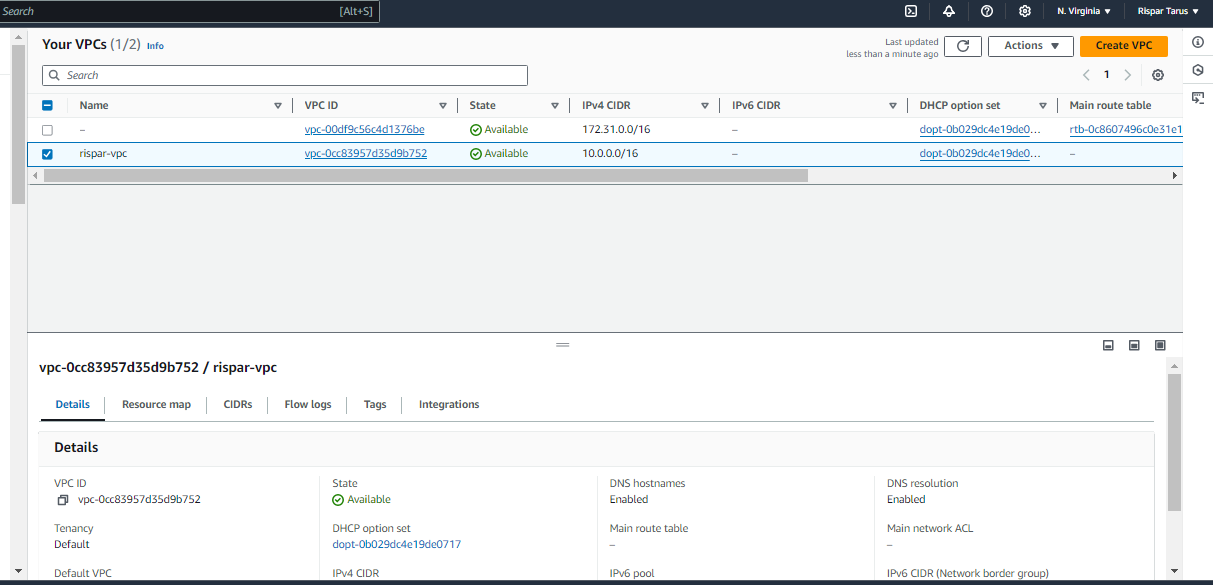 Search [Alt+S] N. Virginia ▼ Rispar Tarus ▼
Your VPCs (1/2) Info
Last updated
less than a minute ago
Actions ▼ Create VPC
Search
1
Name VPC ID State IPv4 CIDR IPv6 CIDR DHCP option set Main route table
– vpc-00df9c56c4d1376be Available 172.31.0.0/16 – dopt-0b029dc4e19de0... rtb-0c8607496c0e31e1
rispar-vpc vpc-0cc83957d35d9b752 Available 10.0.0.0/16 – dopt-0b029dc4e19de0... –
vpc-0cc83957d35d9b752 / rispar-vpc
Details Resource map CIDRs Flow logs Tags Integrations
Details
VPC ID State DNS hostnames DNS resolution
vpc-0cc83957d35d9b752 Available Enabled Enabled
Tenancy DHCP option set Main route table Main network ACL
Default dopt-0b029dc4e19de0717 – –
Default VPC IPv4 CIDR IPv6 pool IPv6 CIDR (Network border group)